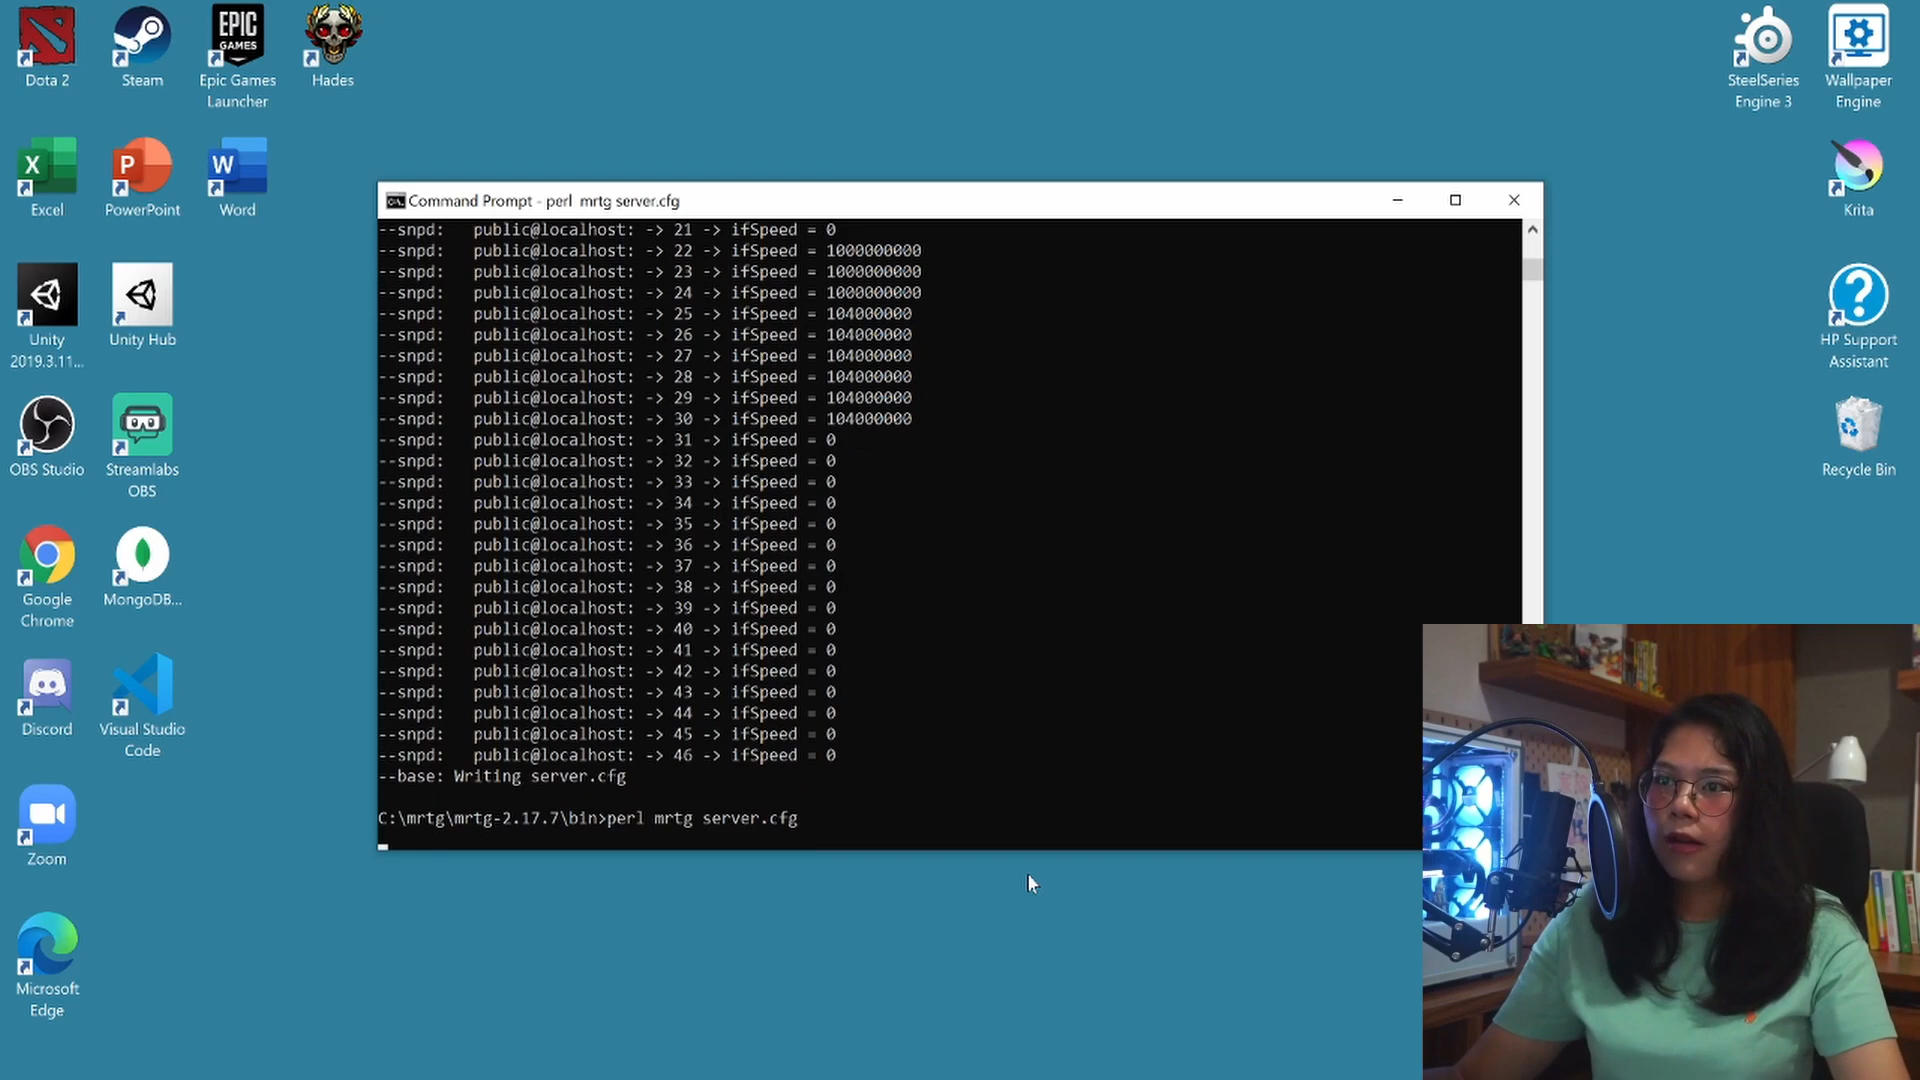 Dota 2
Steam
EPIC
GAMES
Epic Games
Launcher
Hades
SteelSeries
Engine 3
Wallpaper
Engine
X
Excel
P
PowerPoint
W
Word
Krita
Unity
2019.3.11...
Unity Hub
?
HP Support
Assistant
OBS Studio
Streamlabs
OBS
Recycle Bin
Google
Chrome
MongoDB...
Discord
Visual Studio
Code
Zoom
Microsoft
Edge
C:\.
Command Prompt - perl  mrtg server.cfg
--snpd:   public@localhost: -> 21 -> ifSpeed = 0
--snpd:   public@localhost: -> 22 -> ifSpeed = 1000000000
--snpd:   public@localhost: -> 23 -> ifSpeed = 1000000000
--snpd:   public@localhost: -> 24 -> ifSpeed = 1000000000
--snpd:   public@localhost: -> 25 -> ifSpeed = 104000000
--snpd:   public@localhost: -> 26 -> ifSpeed = 104000000
--snpd:   public@localhost: -> 27 -> ifSpeed = 104000000
--snpd:   public@localhost: -> 28 -> ifSpeed = 104000000
--snpd:   public@localhost: -> 29 -> ifSpeed = 104000000
--snpd:   public@localhost: -> 30 -> ifSpeed = 104000000
--snpd:   public@localhost: -> 31 -> ifSpeed = 0
--snpd:   public@localhost: -> 32 -> ifSpeed = 0
--snpd:   public@localhost: -> 33 -> ifSpeed = 0
--snpd:   public@localhost: -> 34 -> ifSpeed = 0
--snpd:   public@localhost: -> 35 -> ifSpeed = 0
--snpd:   public@localhost: -> 36 -> ifSpeed = 0
--snpd:   public@localhost: -> 37 -> ifSpeed = 0
--snpd:   public@localhost: -> 38 -> ifSpeed = 0
--snpd:   public@localhost: -> 39 -> ifSpeed = 0
--snpd:   public@localhost: -> 40 -> ifSpeed = 0
--snpd:   public@localhost: -> 41 -> ifSpeed = 0
--snpd:   public@localhost: -> 42 -> ifSpeed = 0
--snpd:   public@localhost: -> 43 -> ifSpeed = 0
--snpd:   public@localhost: -> 44 -> ifSpeed = 0
--snpd:   public@localhost: -> 45 -> ifSpeed = 0
--snpd:   public@localhost: -> 46 -> ifSpeed = 0
--base: Writing server.cfg
C:\mrtg\mrtg-2.17.7\bin>perl mrtg server.cfg